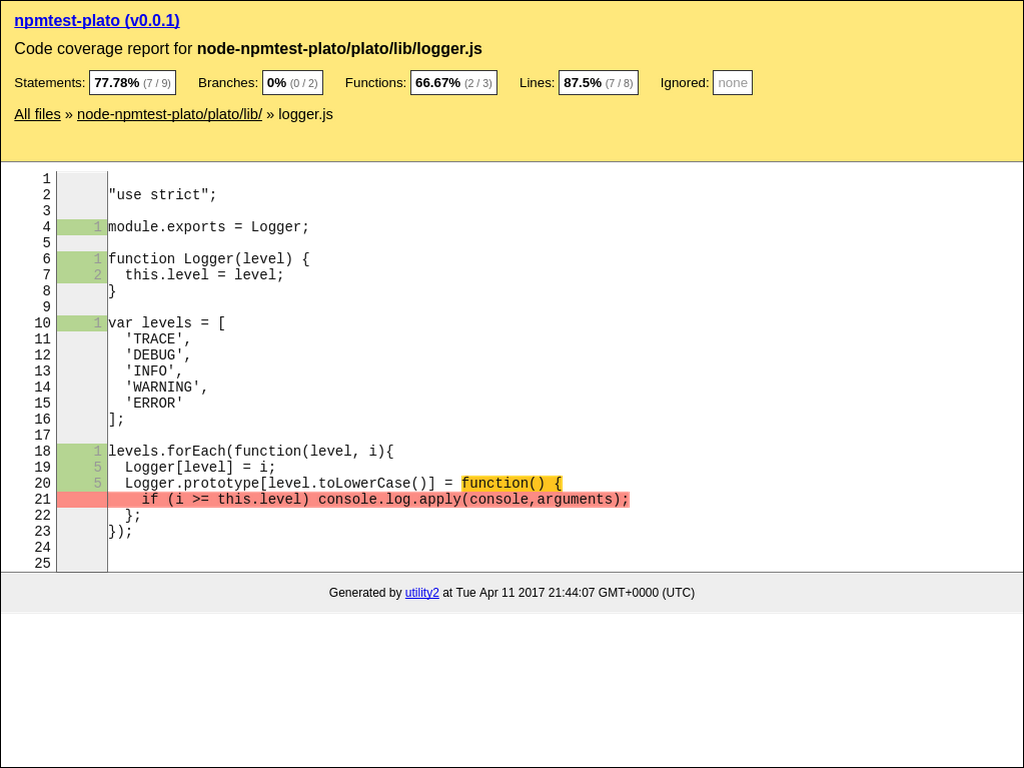 npmtest-plato (v0.0.1)
Code coverage report for node-npmtest-plato/plato/lib/logger.js
Statements: 77.78% (7 / 9) Branches: 0% (0 / 2) Functions: 66.67% (2 / 3) Lines: 87.5% (7 / 8) Ignored: none
All files » node-npmtest-plato/plato/lib/ » logger.js
1
2 "use strict";
3
4 1 module.exports = Logger;
5
6 1 function Logger(level) {
7 2   this.level = level;
8 }
9
10 1 var levels = [
11   'TRACE',
12   'DEBUG',
13   'INFO',
14   'WARNING',
15   'ERROR'
16 ];
17
18 1 levels.forEach(function(level, i){
19 5   Logger[level] = i;
20 5   Logger.prototype[level.toLowerCase()] = function() {
21     if (i >= this.level) console.log.apply(console,arguments);
22   };
23 });
24
25
Generated by utility2 at Tue Apr 11 2017 21:44:07 GMT+0000 (UTC)